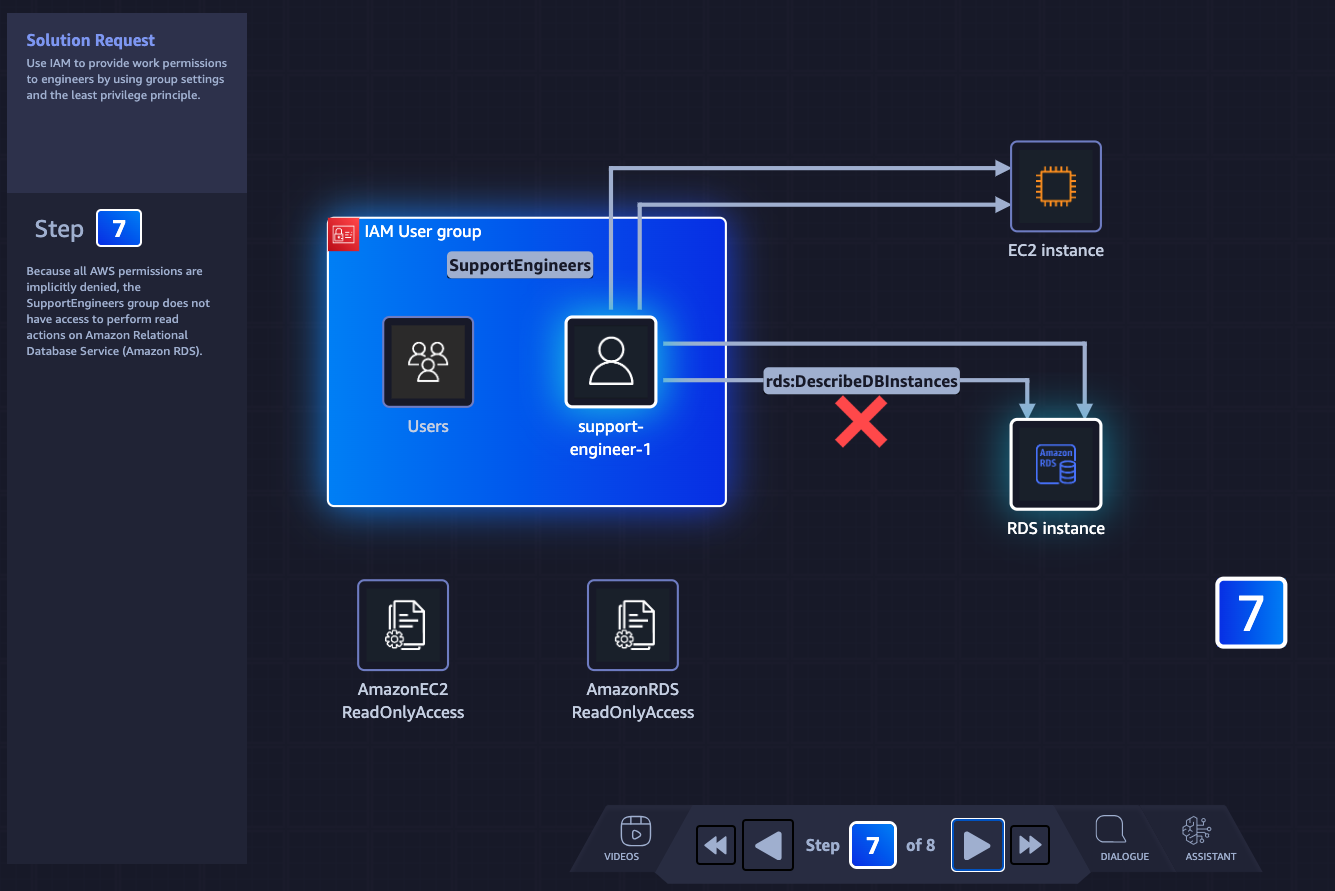 Solution Request
Use IAM to provide work permissions
to engineers by using group settings
and the least privilege principle.
Step 7
Because all AWS permissions are
implicitly denied, the
SupportEngineers group does not
have access to perform read
actions on Amazon Relational
Database Service (Amazon RDS).
IAM User group
SupportEngineers
Users
support-
engineer-1
EC2 instance
rds:DescribeDBInstances
Amazon
RDS
RDS instance
AmazonEC2
ReadOnlyAccess
AmazonRDS
ReadOnlyAccess
7
VIDEOS
Step 7 of 8
DIALOGUE
ASSISTANT